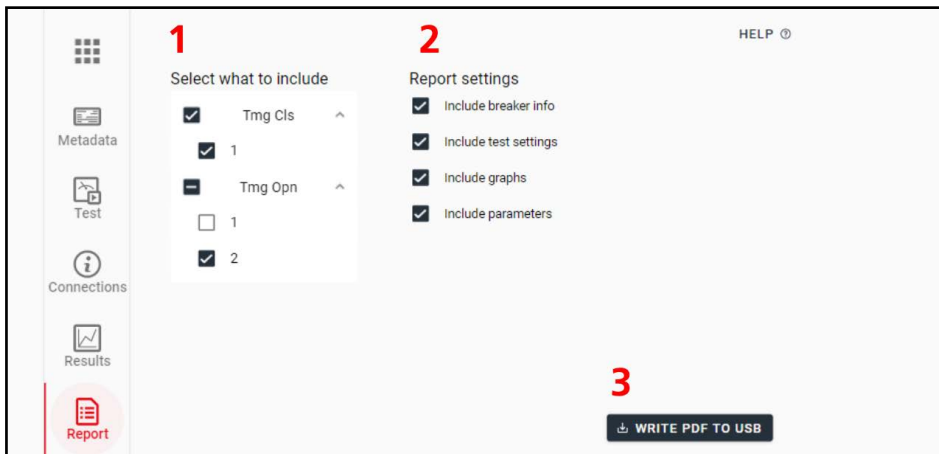 1
2
HELP
Select what to include
Report settings
Tmg Cls
1
Tmg Opn
1
2
Include breaker info
Include test settings
Include graphs
Include parameters
Metadata
Test
Connections
Results
Report
3
WRITE PDF TO USB